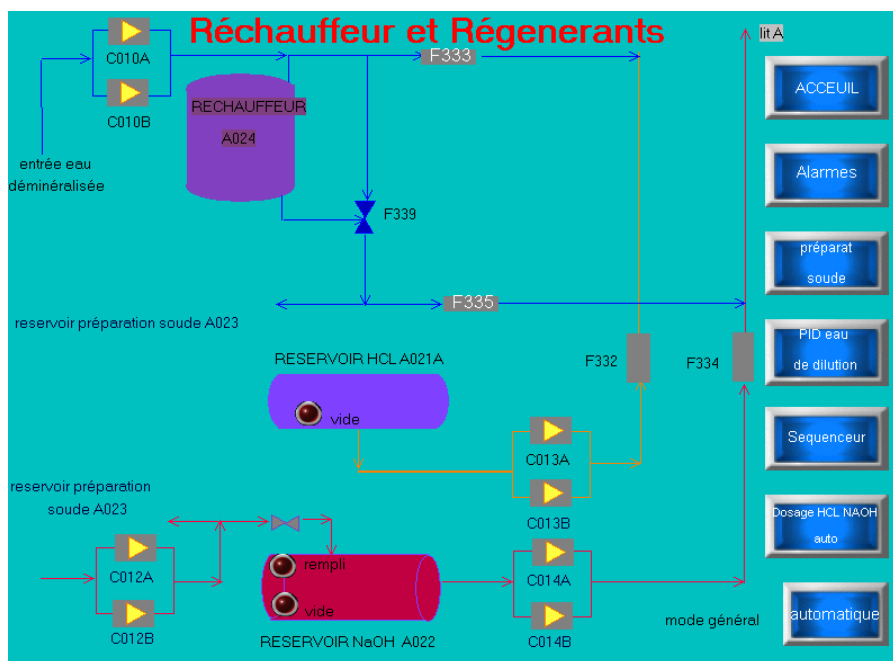 Réchauffeur et Régenerants
lit A
C010A
F333
RECHAUFFEUR
A024
C010B
entrée eau
déminéralisée
F339
ACCEUIL
Alarmes
préparat
soude
F335
reservoir préparation soude A023
RESERVOIR HCL A021A
F332
F334
PID eau
de dilution
vide
C013A
Sequenceur
reservoir préparation
soude A023
C013B
Dosage HCL NAOH
auto
C012A
rempli
C014A
vide
C012B
RESERVOIR NaOH A022
C014B
mode général
automatique